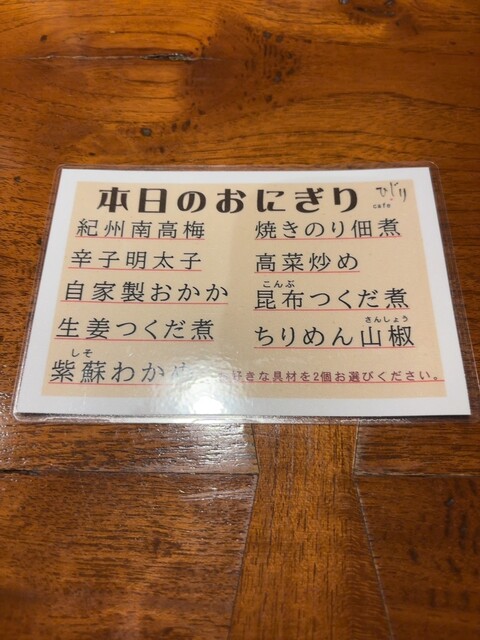 本日のおにぎり
ひじり
cafe
紀州南高梅
辛子明太子
自家製おかか
生姜つくだ煮
しそ
紫蘇わかめ
焼きのり佃煮
高菜炒め
こんぶ
昆布つくだ煮
さんしょう
ちりめん山椒
好きな具材を2個お選びください。